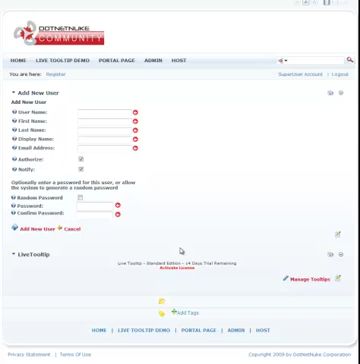 DOTNETNUKE
COMMUNITY
HOME LIVE TOOLTIP DEMO PORTAL PAGE ADMIN HOST
You are here: Register SuperUser Account | Logout
Add New User
Add New User
User Name:
First Name:
Last Name:
Display Name:
Email Address:
Authorize:
Notify:
Optionally enter a password for this user, or allow
the system to generate a random password
Random Password
Password:
Confirm Password:
Add New User Cancel
LiveTooltip
Live Tooltip - Standard Edition - 14 Days Trial Remaining
Activate License
Manage Tooltips
Add Tags
HOME | LIVE TOOLTIP DEMO | PORTAL PAGE | ADMIN | HOST
Privacy Statement | Terms Of Use Copyright 2009 by DotNetNuke Corporation